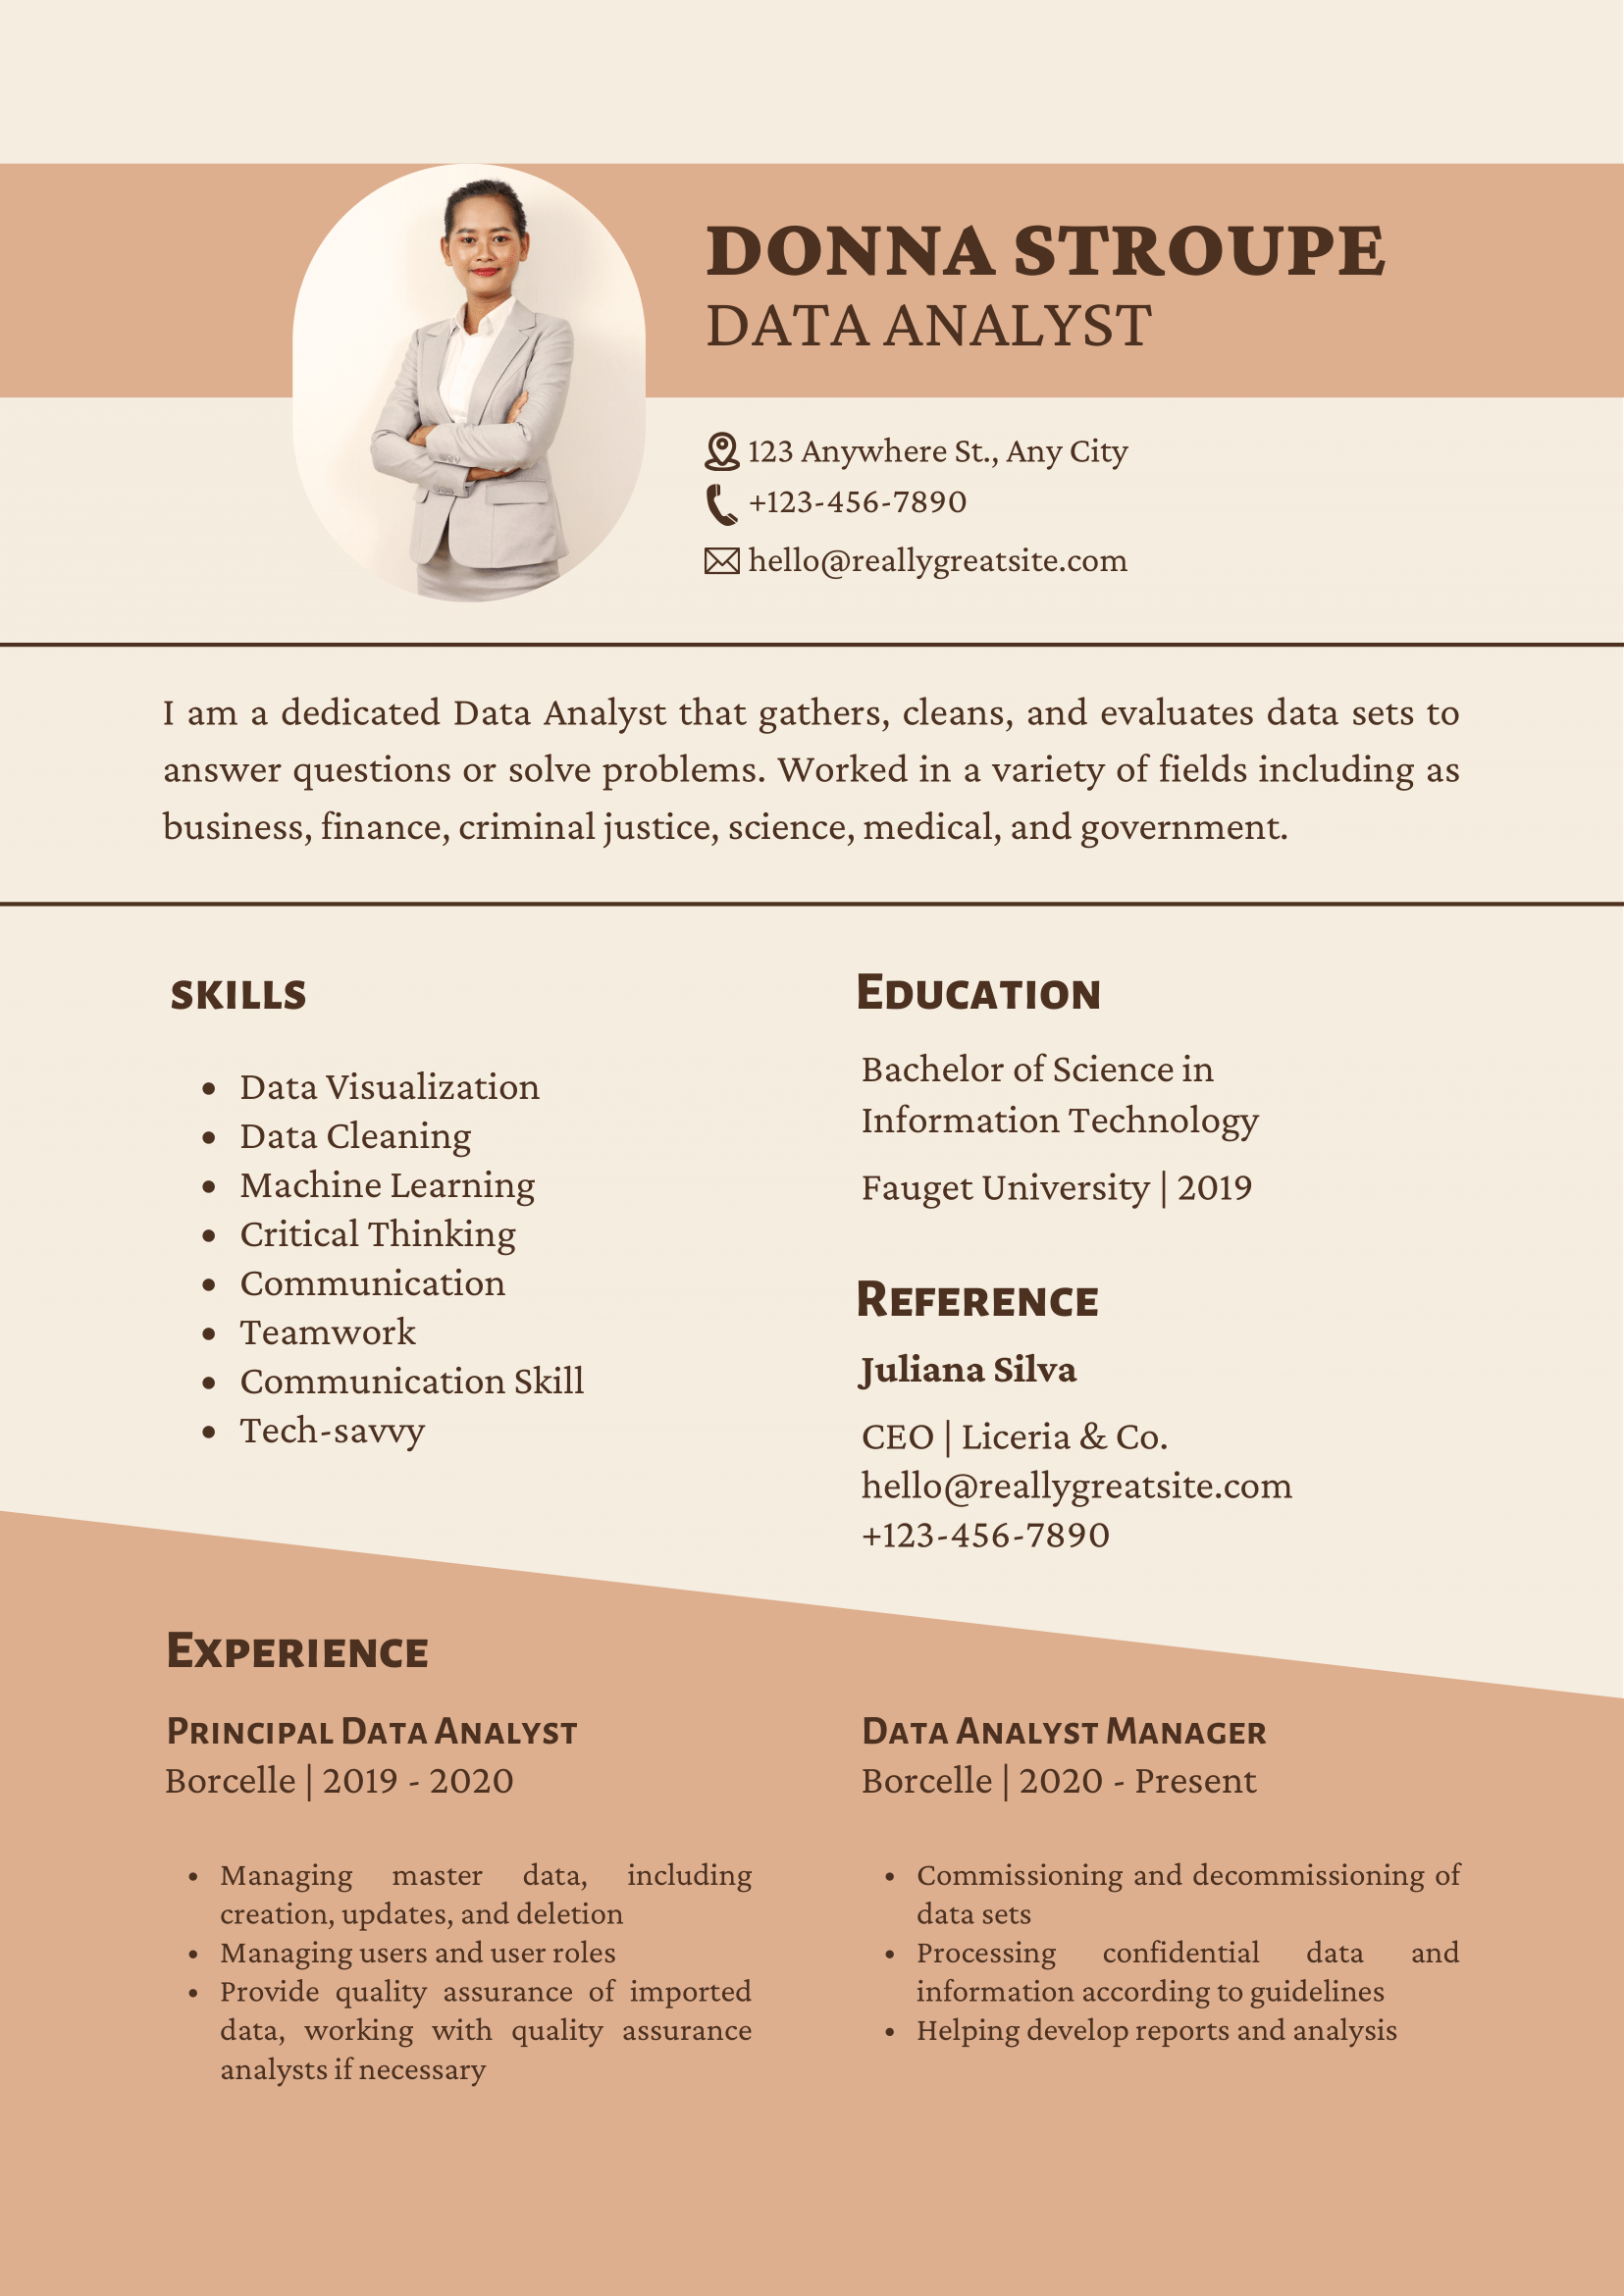 DONNA STROUPE
DATA ANALYST
123 Anywhere St., Any City
+123-456-7890
hello@reallygreatsite.com
I am a dedicated Data Analyst that gathers, cleans, and evaluates data sets to
answer questions or solve problems. Worked in a variety of fields including as
business, finance, criminal justice, science, medical, and government.
SKILLS
• Data Visualization
• Data Cleaning
• Machine Learning
• Critical Thinking
• Communication
• Teamwork
• Communication Skill
• Tech-savvy
EDUCATION
Bachelor of Science in
Information Technology
Fauget University | 2019
REFERENCE
Juliana Silva
CEO | Liceria & Co.
hello@reallygreatsite.com
+123-456-7890
EXPERIENCE
PRINCIPAL DATA ANALYST
Borcelle | 2019 - 2020
• Managing master data, including
creation, updates, and deletion
• Managing users and user roles
• Provide quality assurance of imported
data, working with quality assurance
analysts if necessary
DATA ANALYST MANAGER
Borcelle | 2020 - Present
• Commissioning and decommissioning of
data sets
• Processing confidential data and
information according to guidelines
• Helping develop reports and analysis